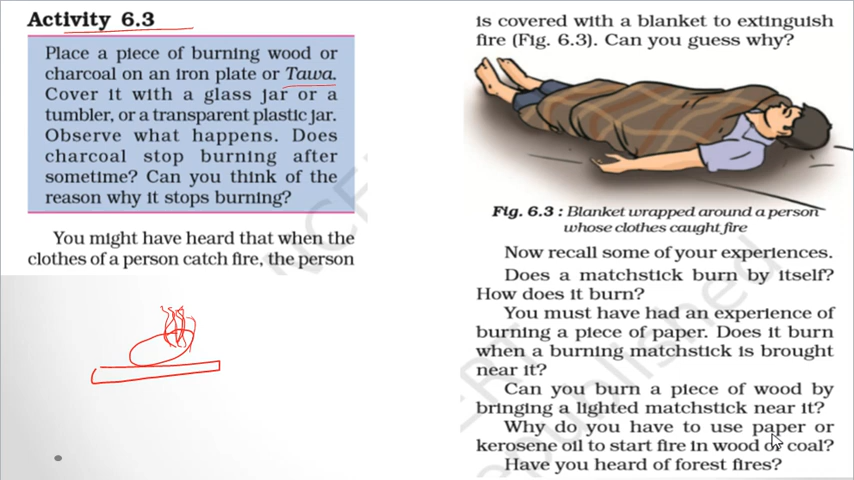 Activity 6.3
Place a piece of burning wood or
charcoal on an iron plate or Tawa.
Cover it with a glass jar or a
tumbler, or a transparent plastic jar.
Observe what happens. Does
charcoal stop burning after
sometime? Can you think of the
reason why it stops burning?
You might have heard that when the
clothes of a person catch fire, the person
is covered with a blanket to extinguish
fire (Fig. 6.3). Can you guess why?
Fig. 6.3 : Blanket wrapped around a person
whose clothes caught fire
Now recall some of your experiences.
Does a matchstick burn by itself?
How does it burn?
You must have had an experience of
burning a piece of paper. Does it burn
when a burning matchstick is brought
near it?
Can you burn a piece of wood by
bringing a lighted matchstick near it?
Why do you have to use paper or
kerosene oil to start fire in wood or coal?
Have you heard of forest fires?